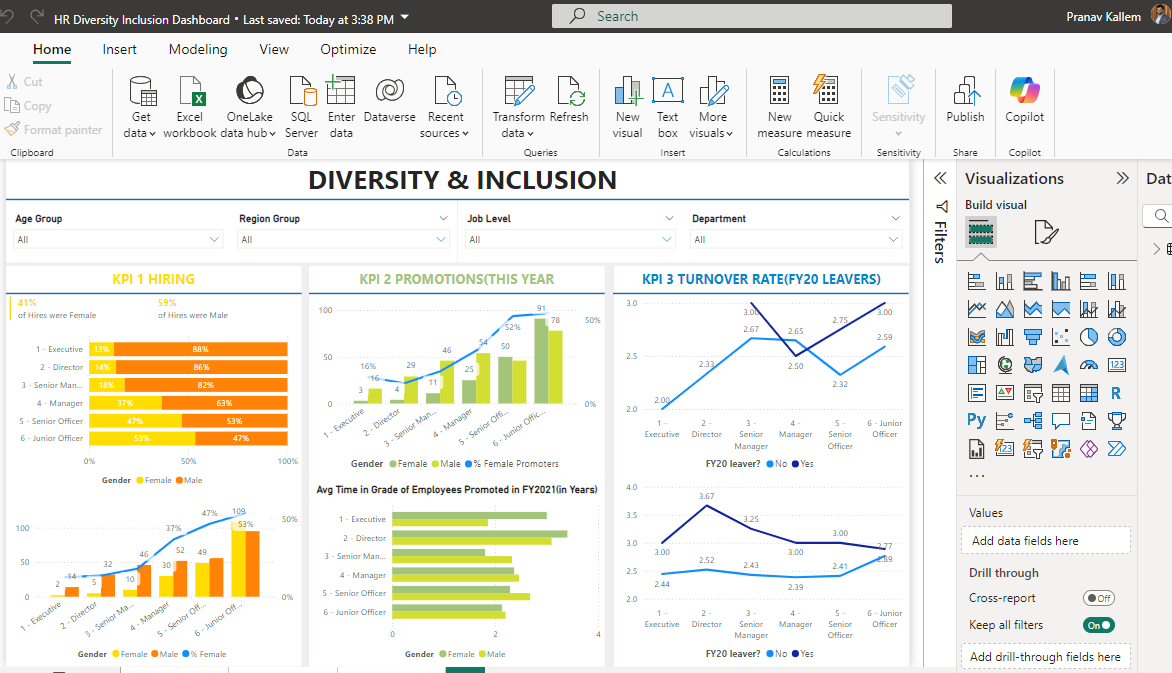 HR Diversity Inclusion Dashboard • Last saved: Today at 3:38 PM
Search
Pranav Kallem
Home Insert Modeling View Optimize Help
Cut
Copy
Format painter
Clipboard
Get data
Excel workbook
OneLake data hub
SQL Server
Enter data
Dataverse
Recent sources
Data
Transform data
Refresh
Queries
New visual
Text box
More visuals
Insert
New measure
Quick measure
Calculations
Sensitivity
Sensitivity
Publish
Share
Copilot
Copilot
DIVERSITY & INCLUSION
Age Group Region Group Job Level Department
All All All All
KPI 1 HIRING
41% 59%
of Hires were Female of Hires were Male
1 - Executive 13% 88%
2 - Director 14% 86%
3 - Senior Man... 18% 82%
4 - Manager 37% 63%
5 - Senior Officer 47% 53%
6 - Junior Officer 53% 47%
0% 50% 100%
Gender Female Male
47% 109 50%
53%
100 37%
46 52 49
50 32 30
2 14 5 10
0 0%
1 - Executive 2 - Director 3 - Senior Ma... 4 - Manager 5 - Senior Off... 6 - Junior Off...
Gender Female Male % Female
KPI 2 PROMOTIONS(THIS YEAR
100 91 50%
52% 78
50 46 54 50
16% 29 25
3 16 4 11
0 0%
1 - Executive 2 - Director 3 - Senior Man... 4 - Manager 5 - Senior Offi... 6 - Junior Offic...
Gender Female Male % Female Promoters
Avg Time in Grade of Employees Promoted in FY2021(in Years)
1 - Executive
2 - Director
3 - Senior Man...
4 - Manager
5 - Senior Officer
6 - Junior Officer
0 2 4
Gender Female Male
KPI 3 TURNOVER RATE(FY20 LEAVERS)
3.0 3.00 2.75 3.00
2.67 2.65 2.59
2.5 2.33 2.50 2.32
2.0 2.00
1 - Executive 2 - Director 3 - Senior Manager 4 - Manager 5 - Senior Officer 6 - Junior Officer
FY20 leaver? No Yes
4.0
3.67
3.5 3.25
3.0 3.00 3.00 3.00 2.77
2.5 2.44 2.52 2.43 2.39 2.41 2.89
2.0
1 - Executive 2 - Director 3 - Senior Manager 4 - Manager 5 - Senior Officer 6 - Junior Officer
FY20 leaver? No Yes
Filters
Visualizations
Build visual
123
R
Py
123
...
Values
Add data fields here
Drill through
Cross-report Off
Keep all filters On
Add drill-through fields here
Dat